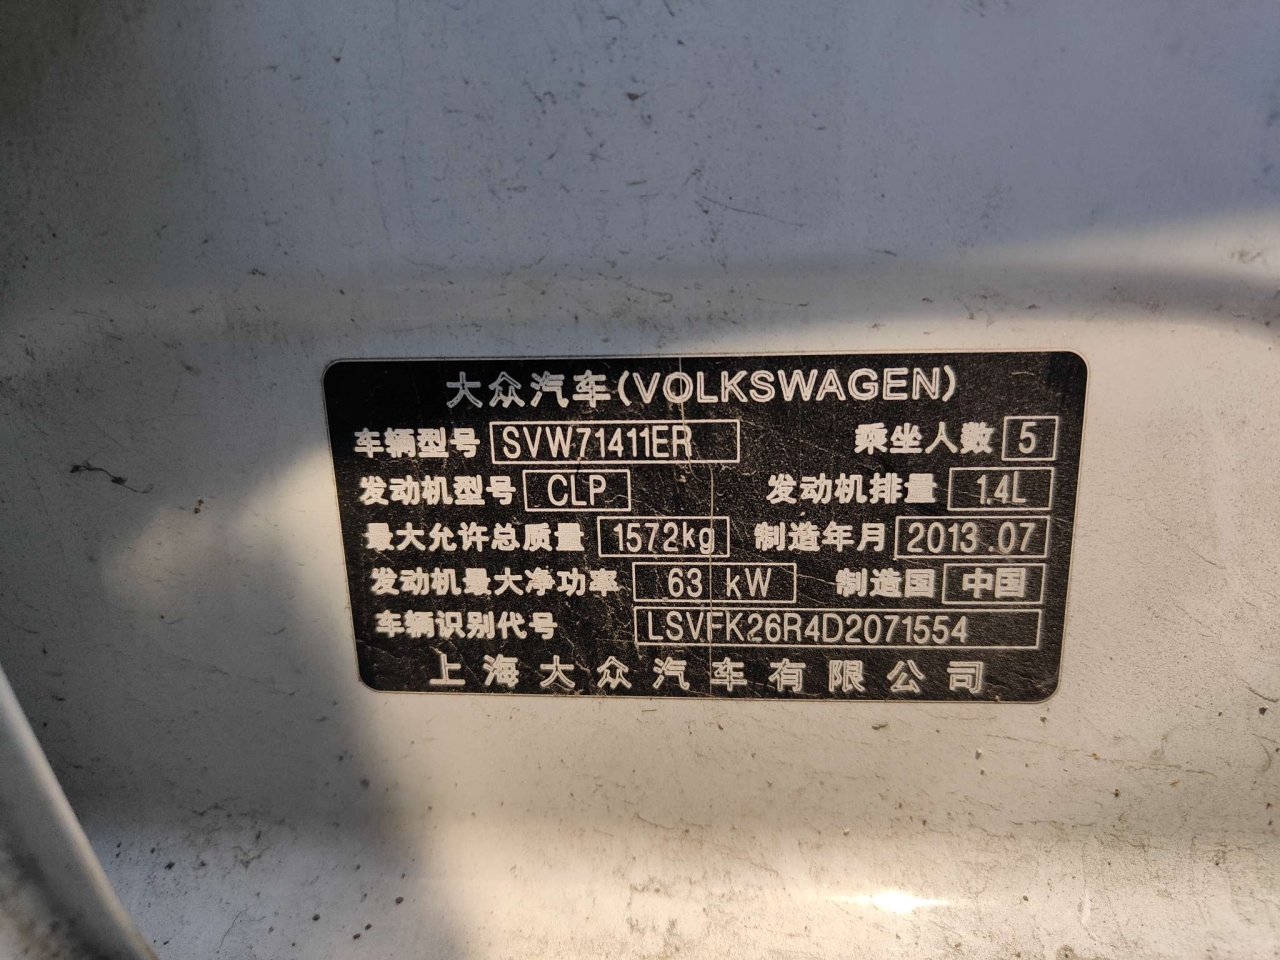 大众汽车(VOLKSWAGEN)
车辆型号 SVW71411ER 乘坐人数 5
发动机型号 CLP 发动机排量 1.4L
最大允许总质量 1572kg 制造年月 2013.07
发动机最大净功率 63 kW 制造国 中国
车辆识别代号 LSVFK26R4D2071554
上海大众汽车有限公司